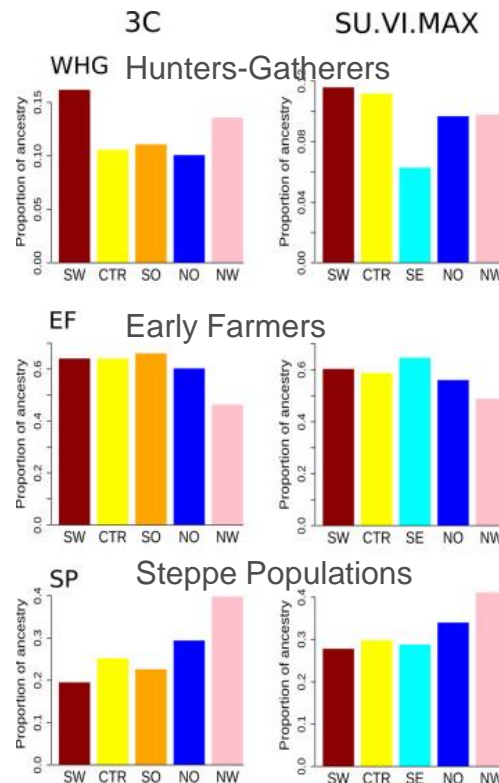 3C SU.VI.MAX
WHG Hunters-Gatherers
Proportion of ancestry
0.15
0.10
0.05
0.00
SW CTR SO NO NW
Proportion of ancestry
0.08
0.04
0.00
SW CTR SE NO NW
EF Early Farmers
Proportion of ancestry
0.6
0.4
0.2
0.0
SW CTR SO NO NW
Proportion of ancestry
0.6
0.4
0.2
0.0
SW CTR SE NO NW
SP Steppe Populations
Proportion of ancestry
0.4
0.3
0.2
0.1
0.0
SW CTR SO NO NW
Proportion of ancestry
0.4
0.3
0.2
0.1
0.0
SW CTR SE NO NW